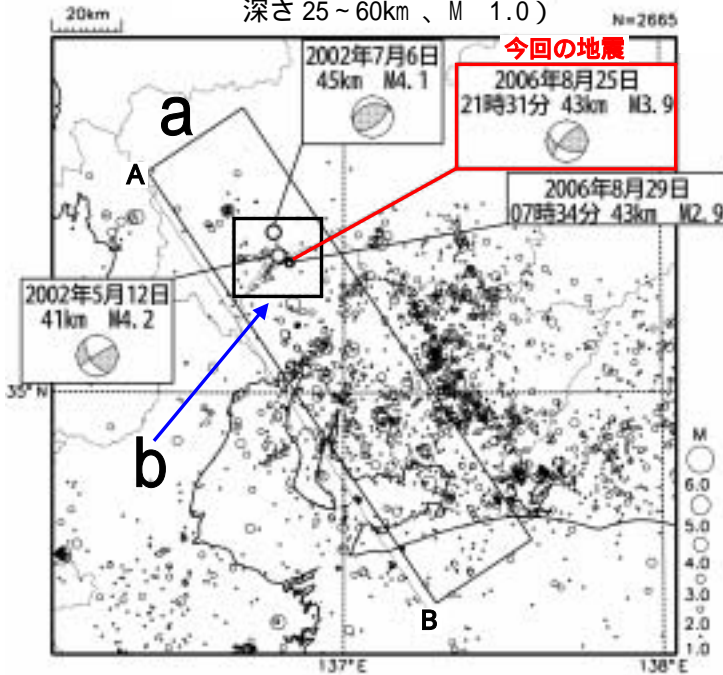 深さ25~60km 、M 1.0)
20km
N=2665
今回の地震
2002年7月6日
45km M4.1
2006年8月25日
21時31分 43km M3.9
a
A
2006年8月29日
07時34分 43km M2.9
2002年5月12日
41km M4.2
35°N
b
M
6.0
5.0
4.0
3.0
2.0
1.0
B
137°E
138°E